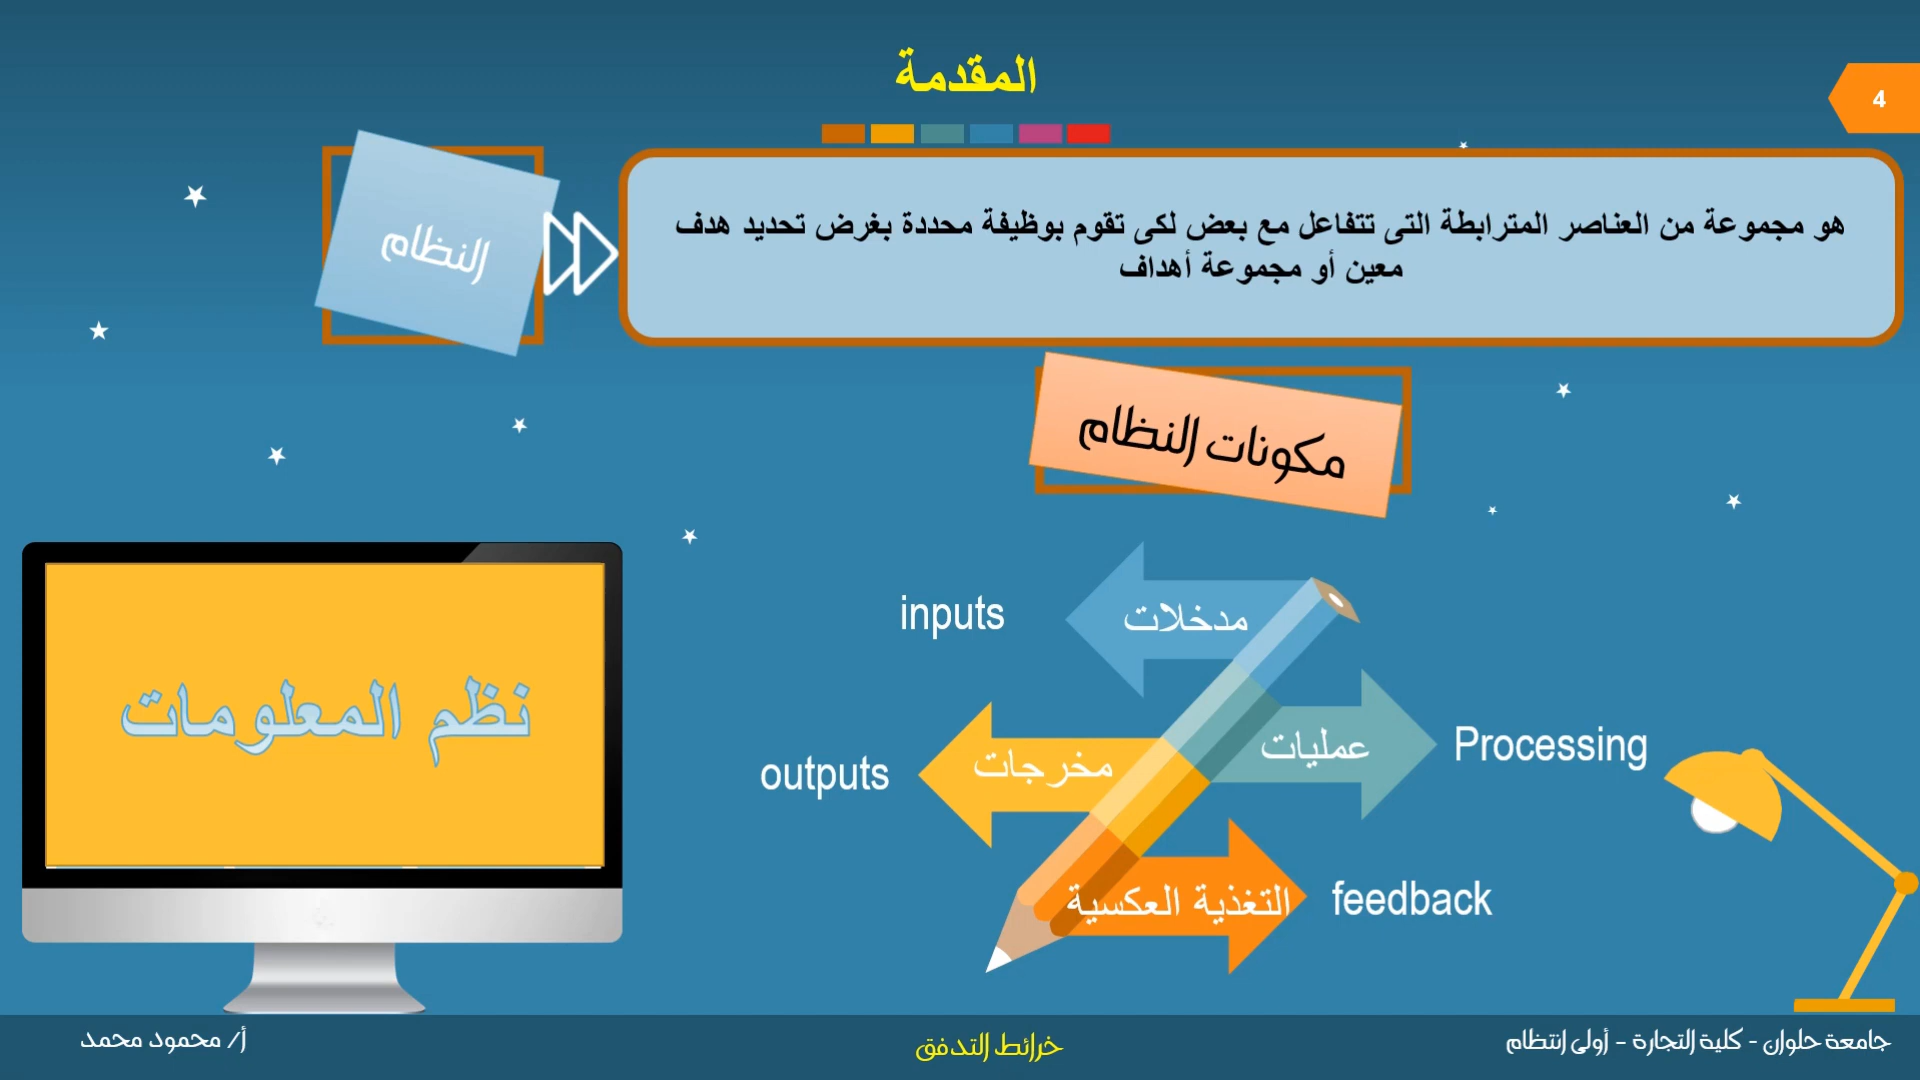 المقدمة
4
النظام
هو مجموعة من العناصر المترابطة التى تتفاعل مع بعض لكى تقوم بوظيفة محددة بغرض تحديد هدف
معين أو مجموعة أهداف
مكونات النظام
مدخلات inputs
عمليات Processing
مخرجات outputs
التغذية العكسية feedback
نظم المعلومات
جامعة حلوان - كلية التجارة - أولى انتظام
خرائط التدفق
أ/ محمود محمد